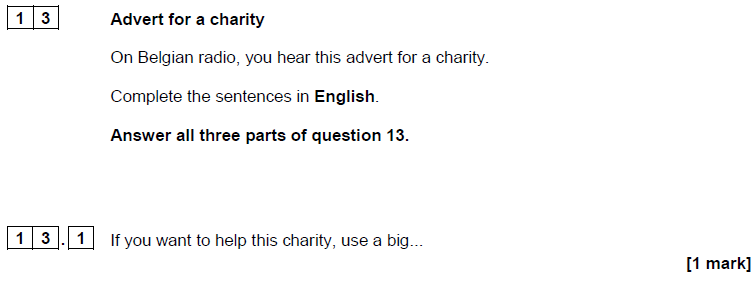 1 3 Advert for a charity
On Belgian radio, you hear this advert for a charity.
Complete the sentences in English.
Answer all three parts of question 13.
1 3 . 1 If you want to help this charity, use a big...
[1 mark]